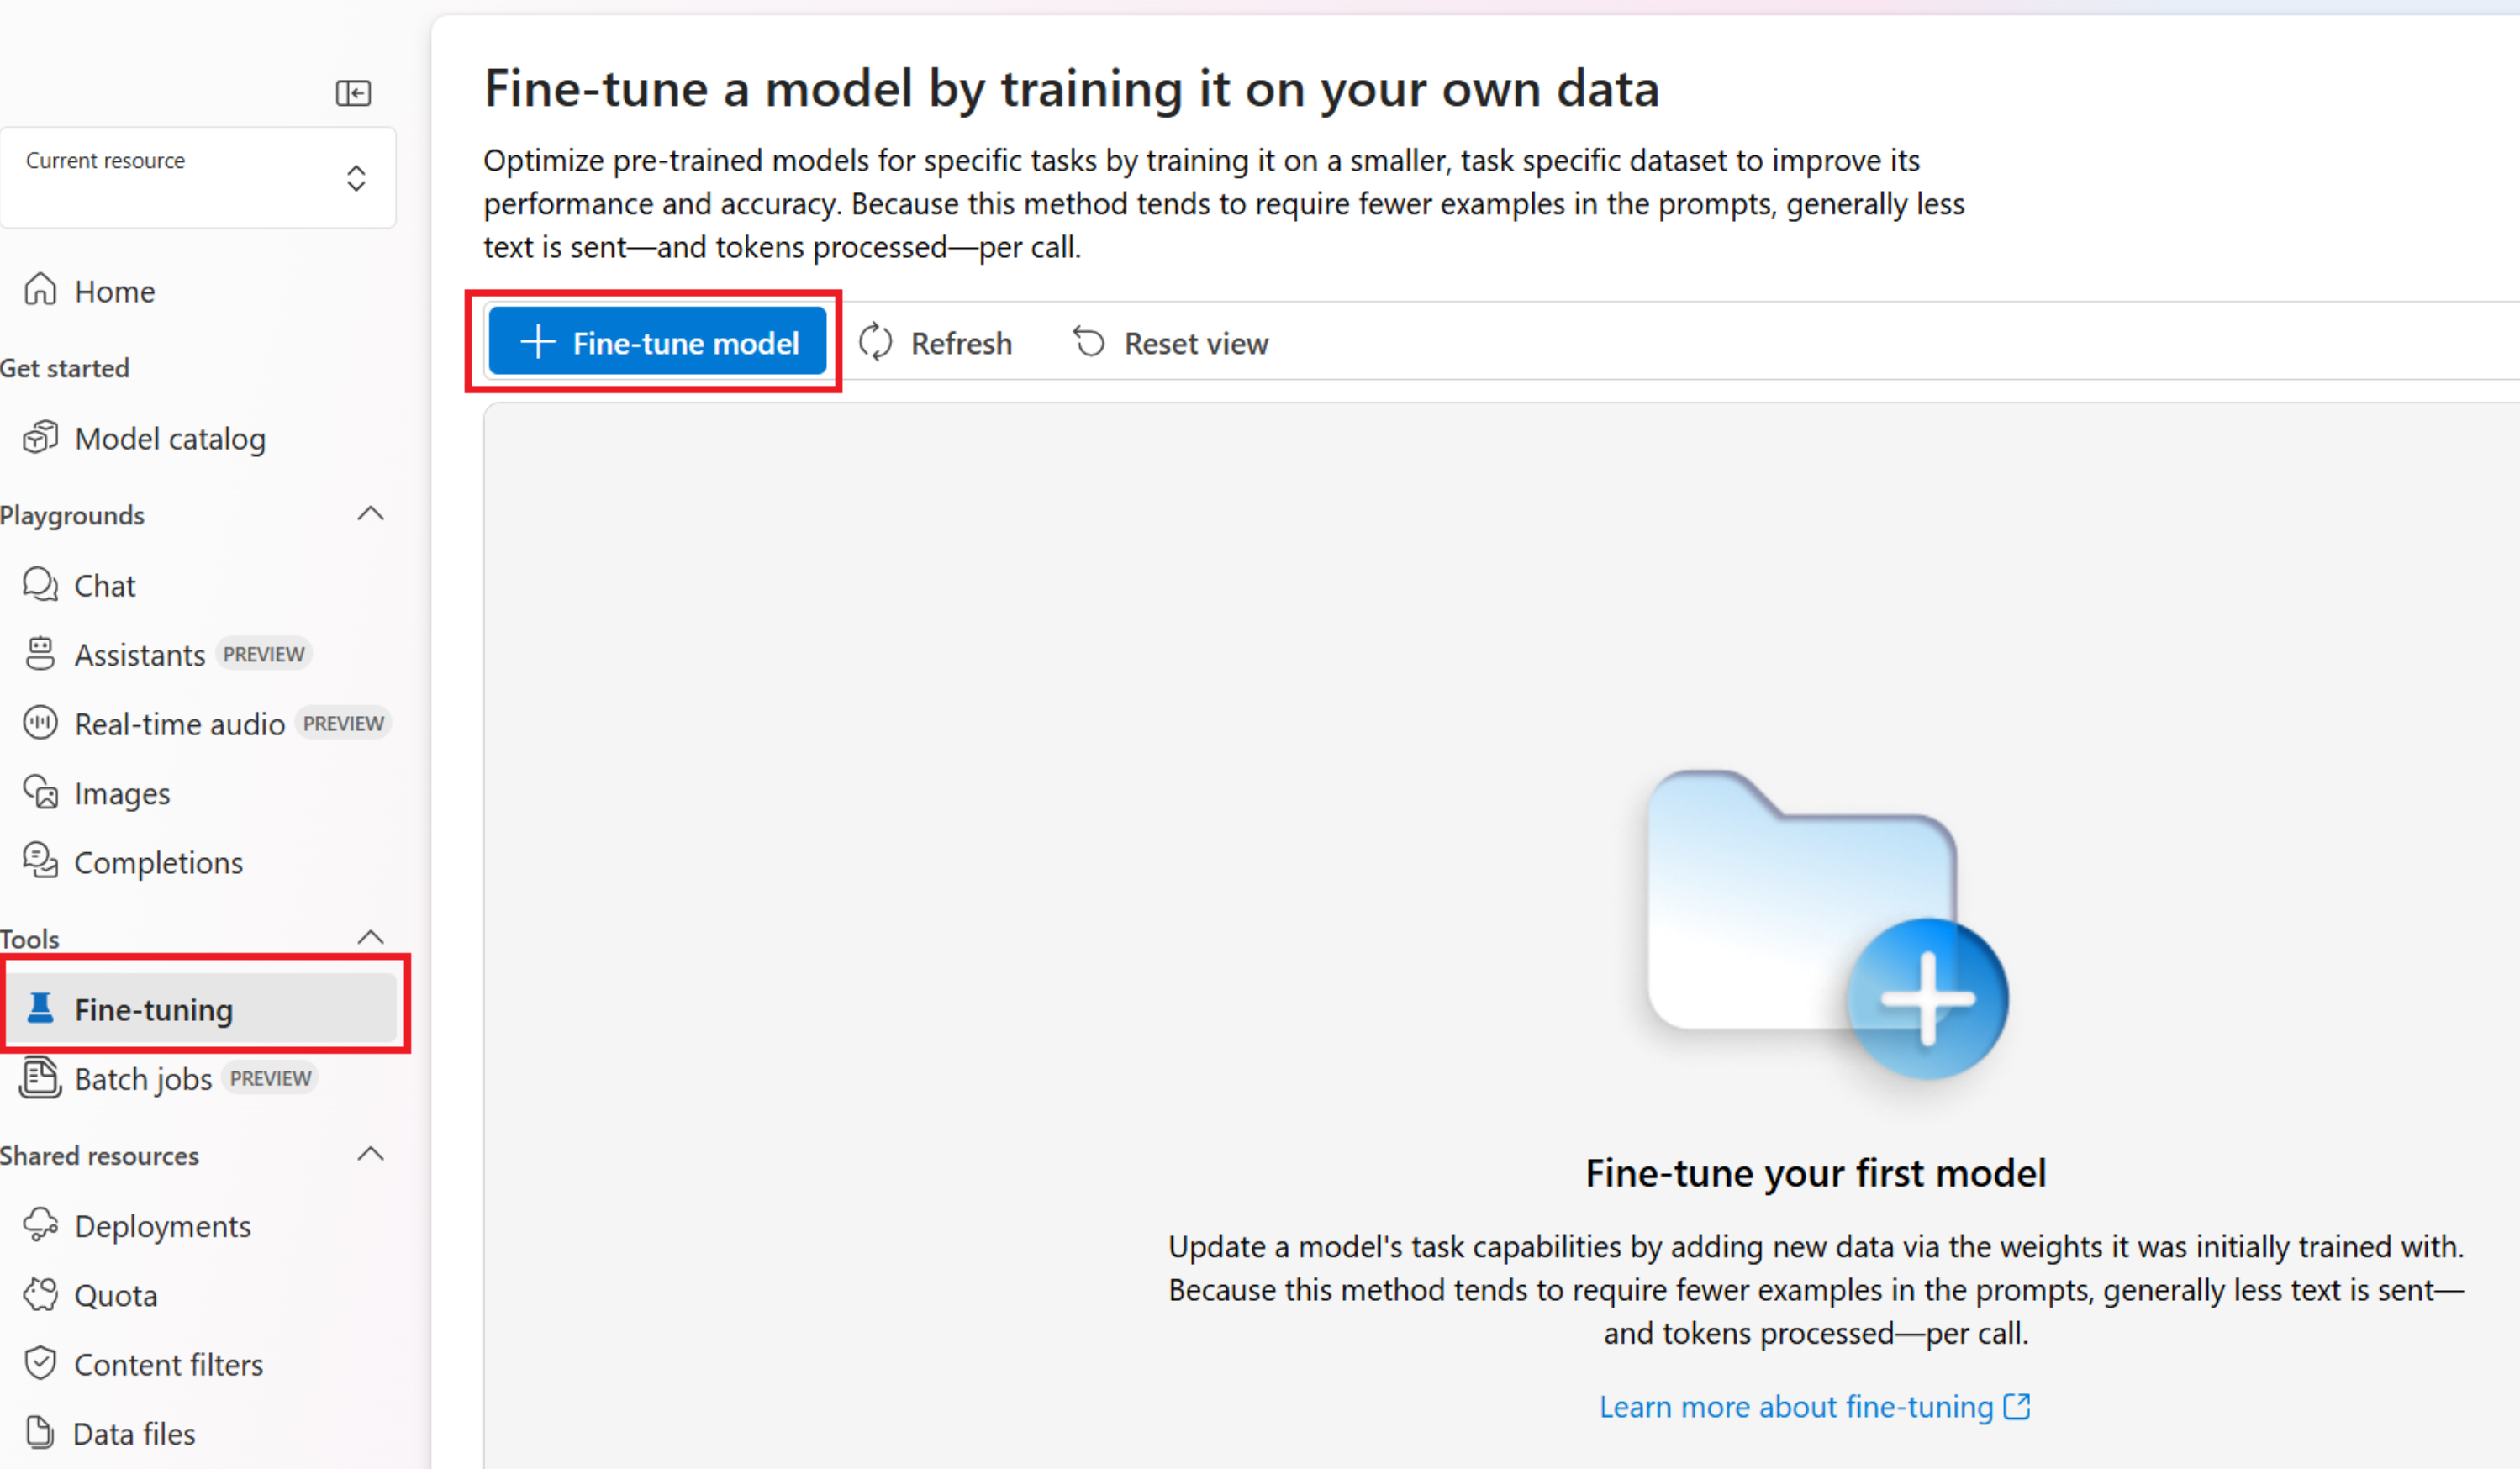 Current resource
Home
Get started
Model catalog
Playgrounds
Chat
Assistants PREVIEW
Real-time audio PREVIEW
Images
Completions
Tools
Fine-tuning
Batch jobs PREVIEW
Shared resources
Deployments
Quota
Content filters
Data files
Fine-tune a model by training it on your own data
Optimize pre-trained models for specific tasks by training it on a smaller, task specific dataset to improve its
performance and accuracy. Because this method tends to require fewer examples in the prompts, generally less
text is sent—and tokens processed—per call.
Fine-tune model Refresh Reset view
Fine-tune your first model
Update a model's task capabilities by adding new data via the weights it was initially trained with.
Because this method tends to require fewer examples in the prompts, generally less text is sent—
and tokens processed—per call.
Learn more about fine-tuning